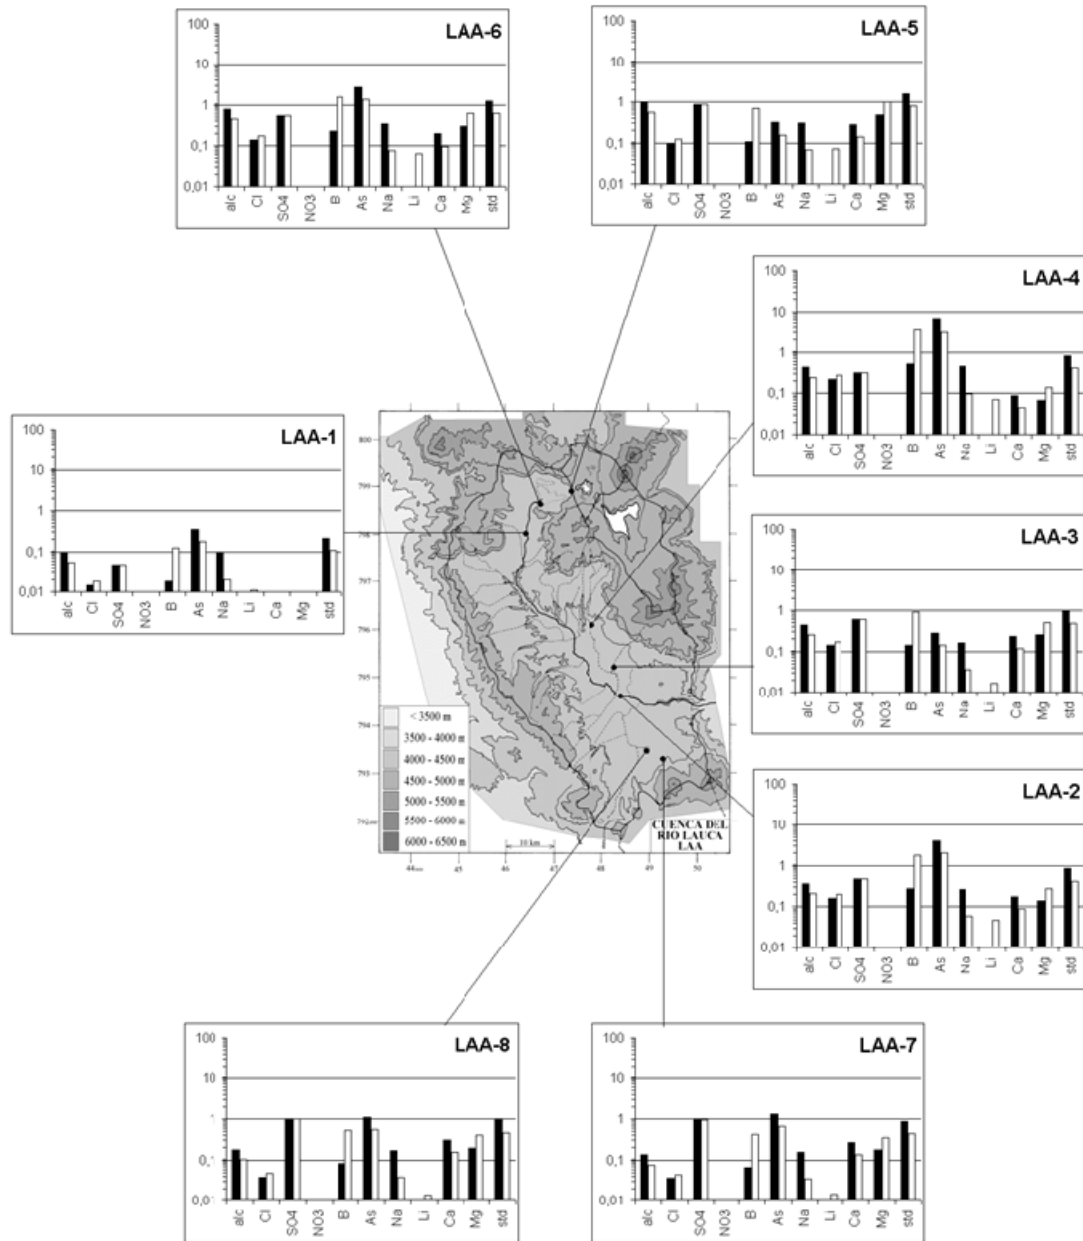 LAA-6
100
10
1
0,1
0,01
alc Cl SO4 NO3 B As Na Li Ca Mg std
LAA-5
100
10
1
0,1
0,01
alc Cl SO4 NO3 B As Na Li Ca Mg std
LAA-4
100
10
1
0,1
0,01
alc Cl SO4 NO3 B As Na Li Ca Mg std
LAA-1
100
10
1
0,1
0,01
alc Cl SO4 NO3 B As Na Li Ca Mg std
800
799
798
797
796
795
794
793
< 3500 m
3500 - 4000 m
4000 - 4500 m
4500 - 5000 m
5000 - 5500 m
5500 - 6000 m
6000 - 6500 m
10 km
CUENCA DEL
RIO LAUCA
LAA
45 46 47 48 49 50
LAA-3
100
10
1
0,1
0,01
alc Cl SO4 NO3 B As Na Li Ca Mg std
LAA-2
100
10
1
0,1
0,01
alc Cl SO4 NO3 B As Na Li Ca Mg std
LAA-8
100
10
1
0,1
0,01
alc Cl SO4 NO3 B As Na Li Ca Mg std
LAA-7
100
10
1
0,1
0,01
alc Cl SO4 NO3 B As Na Li Ca Mg std